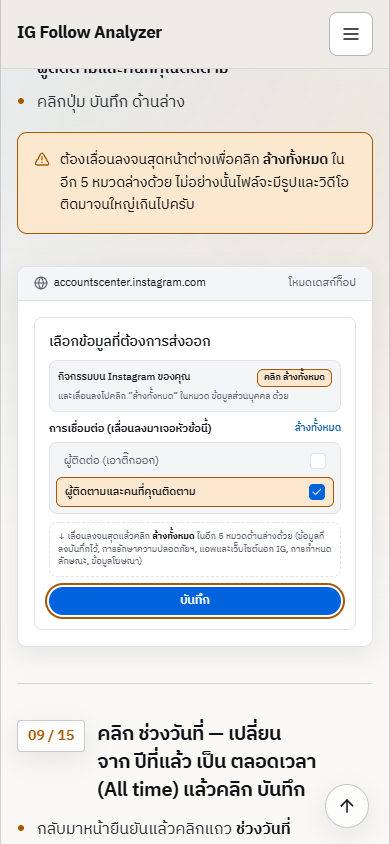 IG Follow Analyzer
ผู้ติดตามและคนที่คุณติดตาม
คลิกปุ่ม บันทึก ด้านล่าง
ต้องเลื่อนลงจนสุดหน้าต่างเพื่อคลิก ล้างทั้งหมด ใน
อีก 5 หมวดล่างด้วย ไม่อย่างนั้นไฟล์จะมีรูปและวิดีโอ
ติดมาจนใหญ่เกินไปครับ
accountscenter.instagram.com
โหมดเดสก์ท็อป
เลือกข้อมูลที่ต้องการส่งออก
กิจกรรมบน Instagram ของคุณ
คลิก ล้างทั้งหมด
และเลื่อนลงไปคลิก "ล้างทั้งหมด" ในหมวด ข้อมูลส่วนบุคคล ด้วย
การเชื่อมต่อ (เลื่อนลงมาเจอหัวข้อนี้)
ล้างทั้งหมด
ผู้ติดต่อ (เอาติ๊กออก)
ผู้ติดตามและคนที่คุณติดตาม
↓ เลื่อนลงจนสุดแล้วคลิก ล้างทั้งหมด ในอีก 5 หมวดด้านล่างด้วย (ข้อมูลที่
ลงบันทึกไว้, การรักษาความปลอดภัยฯ, แอพและเว็บไซต์นอก IG, การกำหนด
ลักษณะ, ข้อมูลโฆษณา)
บันทึก
09 / 15
คลิก ช่วงวันที่ — เปลี่ยน
จาก ปีที่แล้ว เป็น ตลอดเวลา
(All time) แล้วคลิก บันทึก
กลับมาหน้ายืนยันแล้วคลิกแถว ช่วงวันที่